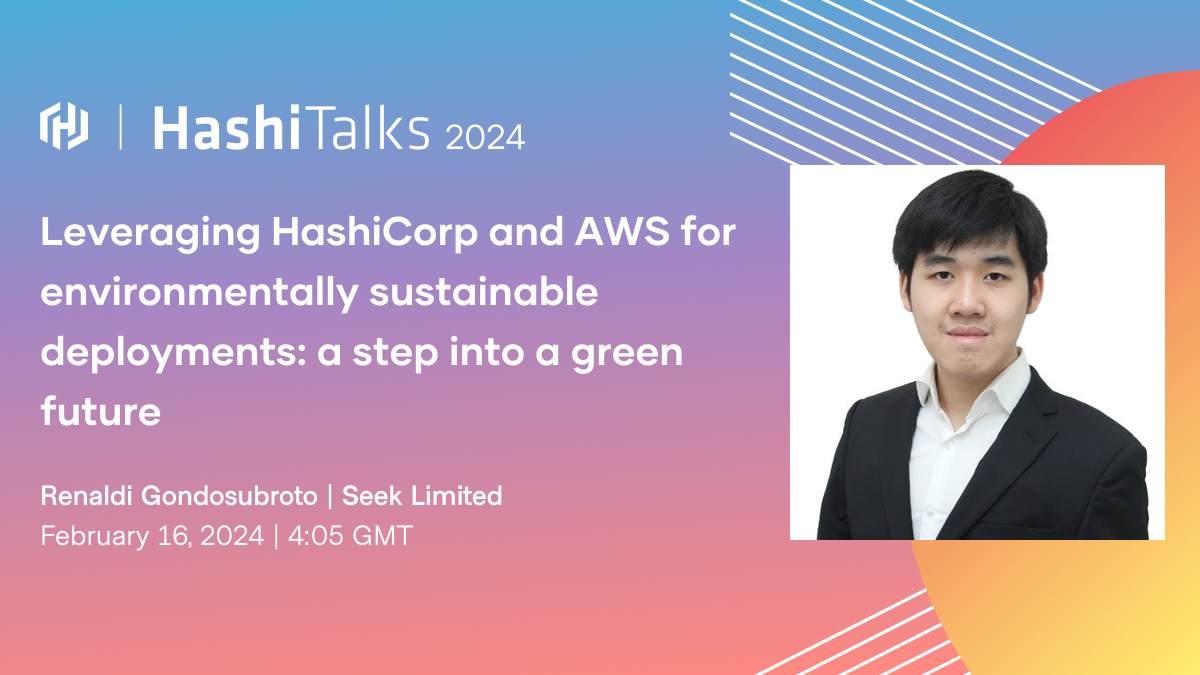 HashiTalks 2024
Leveraging HashiCorp and AWS for
environmentally sustainable
deployments: a step into a green
future
Renaldi Gondosubroto | Seek Limited
February 16, 2024 | 4:05 GMT